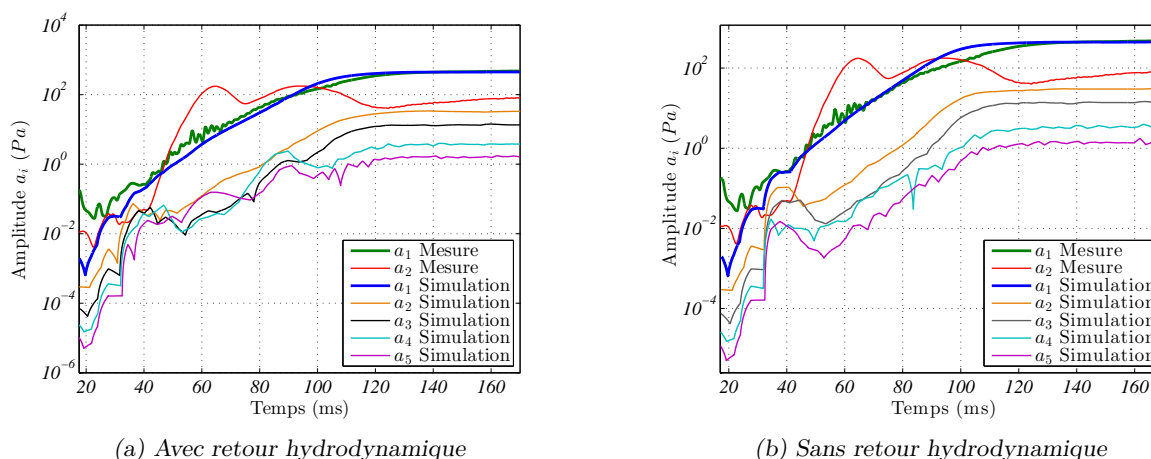 10^4
10^2
10^0
10^-2
10^-4
10^-6
Amplitude a_i (Pa)
20 40 60 80 100 120 140 160
Temps (ms)
a_1 Mesure
a_2 Mesure
a_1 Simulation
a_2 Simulation
a_3 Simulation
a_4 Simulation
a_5 Simulation
(a) Avec retour hydrodynamique
10^2
10^0
10^-2
10^-4
Amplitude a_i (Pa)
20 40 60 80 100 120 140 160
Temps (ms)
a_1 Mesure
a_2 Mesure
a_1 Simulation
a_2 Simulation
a_3 Simulation
a_4 Simulation
a_5 Simulation
(b) Sans retour hydrodynamique